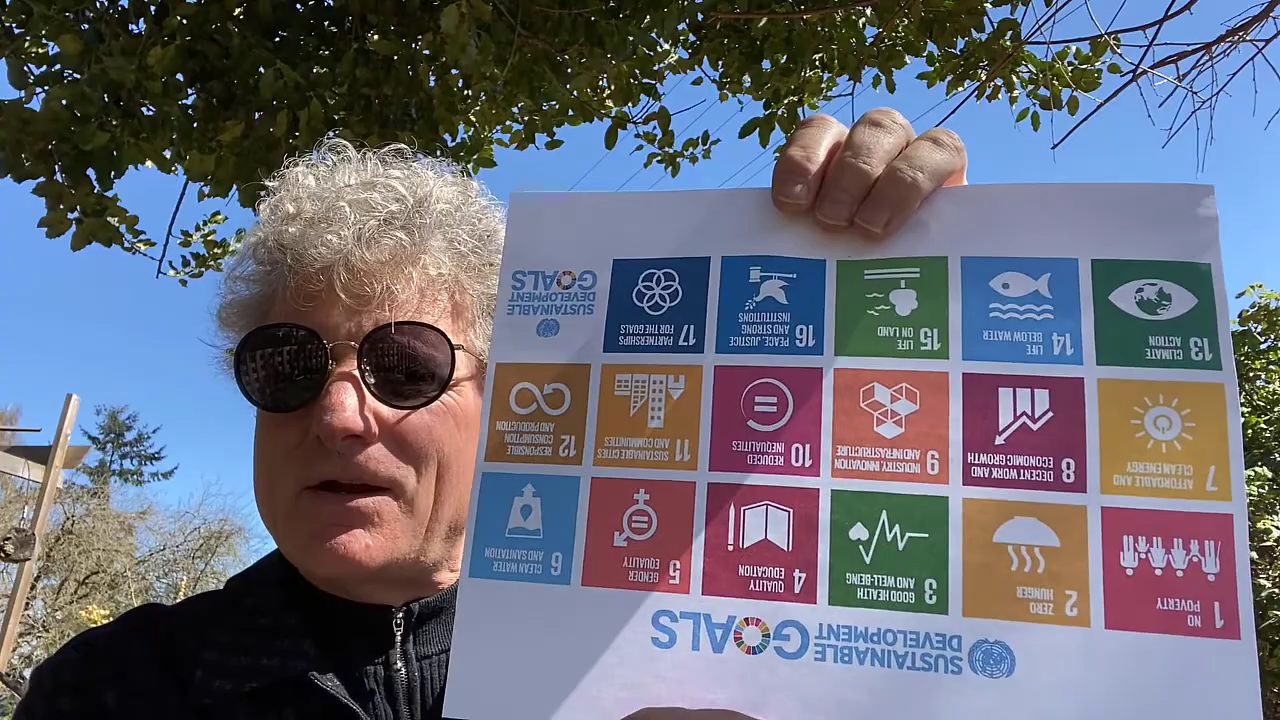 SUSTAINABLE
DEVELOPMENT
GOALS
1
NO
POVERTY
2
ZERO
HUNGER
3
GOOD HEALTH
AND WELL-BEING
4
QUALITY
EDUCATION
5
GENDER
EQUALITY
6
CLEAN WATER
AND SANITATION
7
AFFORDABLE AND
CLEAN ENERGY
8
DECENT WORK AND
ECONOMIC GROWTH
9
INDUSTRY, INNOVATION
AND INFRASTRUCTURE
10
REDUCED
INEQUALITIES
11
SUSTAINABLE CITIES
AND COMMUNITIES
12
RESPONSIBLE
CONSUMPTION
AND PRODUCTION
13
CLIMATE
ACTION
14
LIFE
BELOW WATER
15
LIFE
ON LAND
16
PEACE, JUSTICE
AND STRONG
INSTITUTIONS
17
PARTNERSHIPS
FOR THE GOALS
SUSTAINABLE
DEVELOPMENT
GOALS